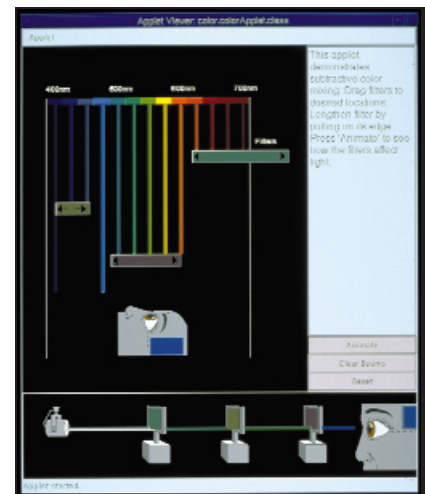 Applet Viewer: color.colorApplet.class
Applet
This applet
demonstrates
subtractive color
mixing. Drag filters to
desired locations.
Lengthen filter by
pulling on its edge.
Press 'Animate' to see
how the filters affect
light.
400nm 500nm 600nm 700nm
Filters
Animate
Clear Beams
Reset
Applet started.